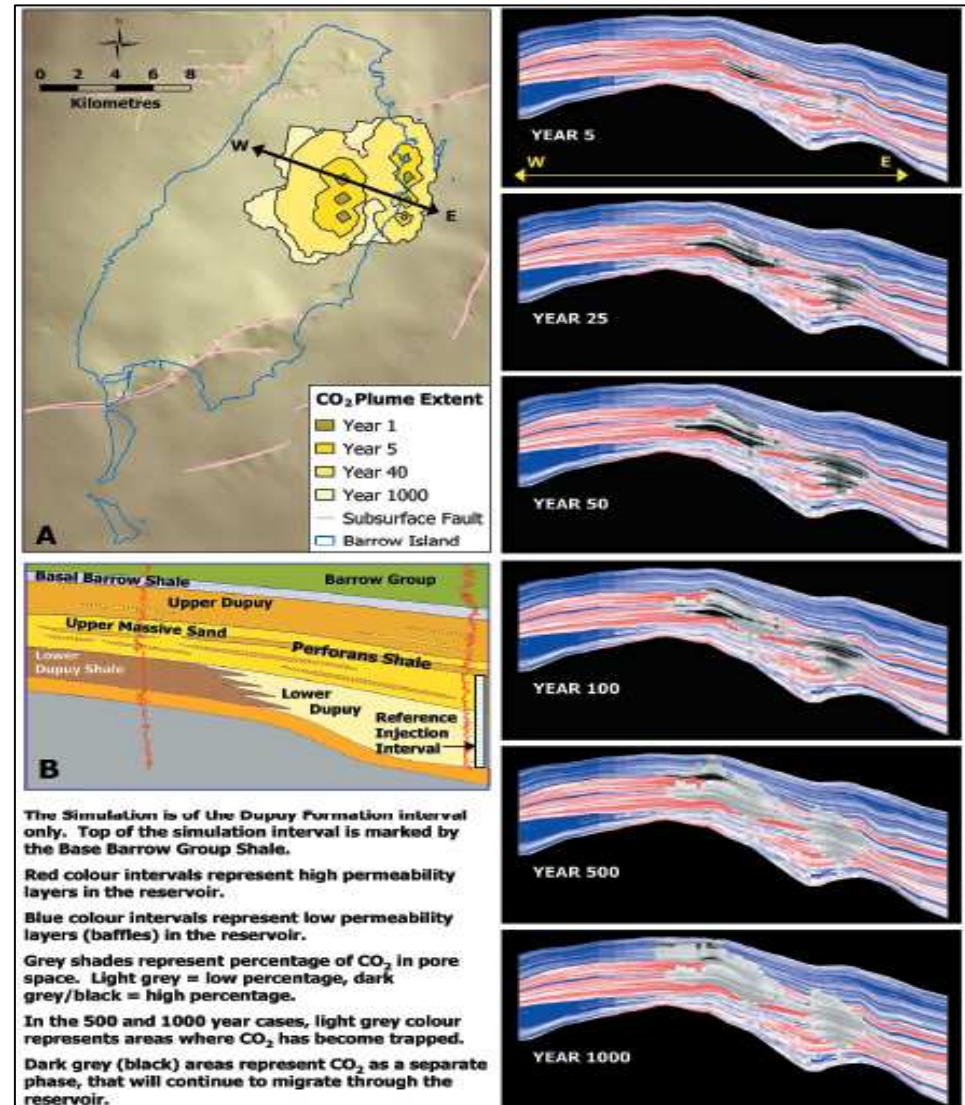 N
0 2 4 6 8
Kilometres
W
E
CO₂ Plume Extent
Year 1
Year 5
Year 40
Year 1000
Subsurface Fault
Barrow Island
A
Basal Barrow Shale
Barrow Group
Upper Dupuy
Upper Massive Sand
Perforans Shale
Lower
Dupuy Shale
Lower
Dupuy
Reference
Injection
Interval
B
The Simulation is of the Dupuy Formation interval
only. Top of the simulation interval is marked by
the Base Barrow Group Shale.
Red colour intervals represent high permeability
layers in the reservoir.
Blue colour intervals represent low permeability
layers (baffles) in the reservoir.
Grey shades represent percentage of CO₂ in pore
space. Light grey = low percentage, dark
grey/black = high percentage.
In the 500 and 1000 year cases, light grey colour
represents areas where CO₂ has become trapped.
Dark grey (black) areas represent CO₂ as a separate
phase, that will continue to migrate through the
reservoir.
YEAR 5
W E
YEAR 25
YEAR 50
YEAR 100
YEAR 500
YEAR 1000